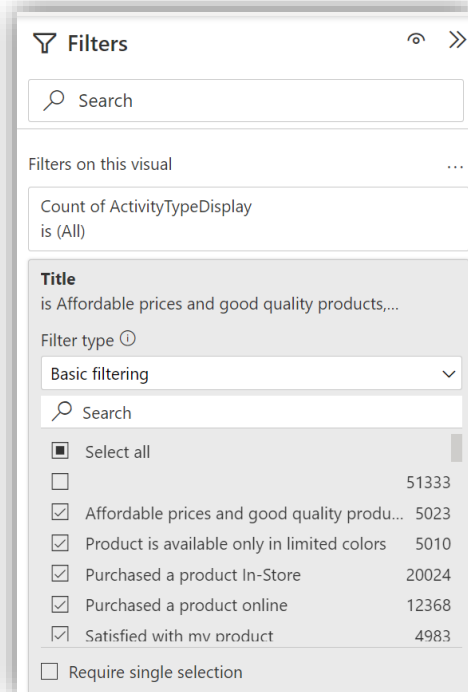 Filters
Search
Filters on this visual
...
Count of ActivityTypeDisplay
is (All)
Title
is Affordable prices and good quality products,...
Filter type
Basic filtering
Search
Select all
51333
Affordable prices and good quality produ... 5023
Product is available only in limited colors 5010
Purchased a product In-Store 20024
Purchased a product online 12368
Satisfied with my product 4983
Require single selection